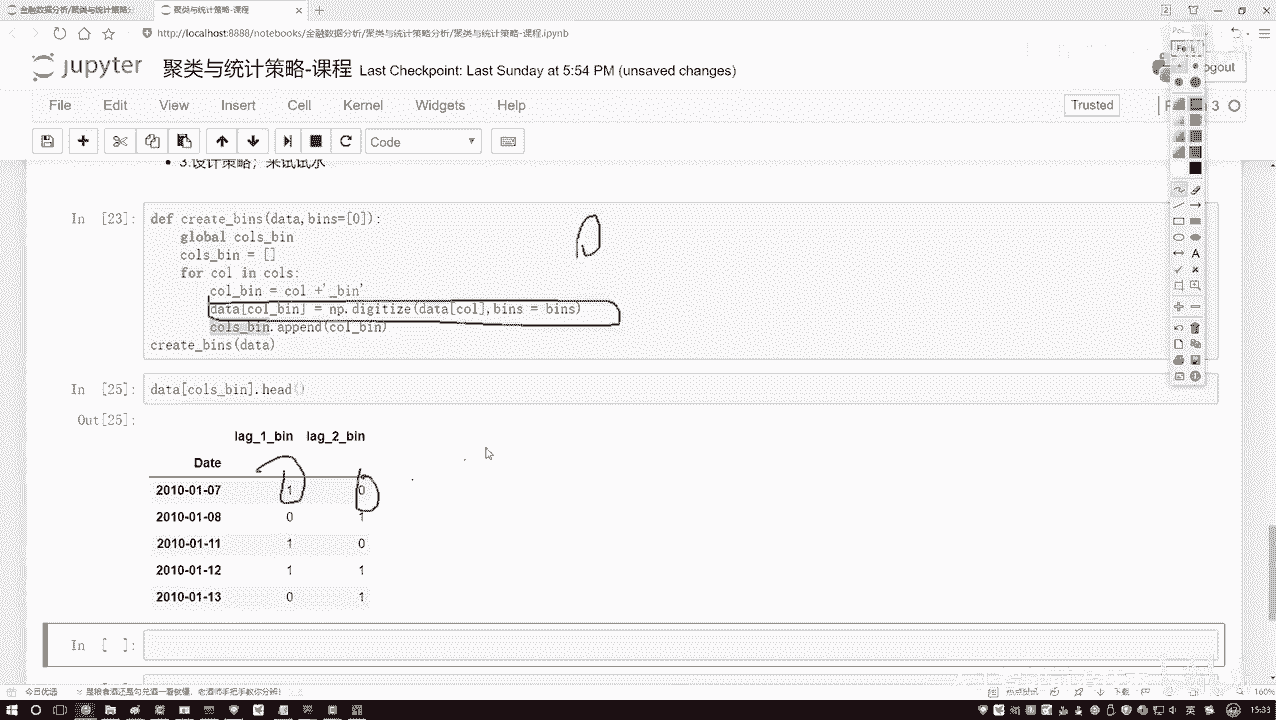 金融数据分析/聚类与统计策略
聚类与统计策略-课程
http://localhost:8888/notebooks/金融数据分析/聚类与统计策略分析/聚类与统计策略-课程.ipynb
jupyter 聚类与统计策略-课程 Last Checkpoint: Last Sunday at 5:54 PM (unsaved changes)
File Edit View Insert Cell Kernel Widgets Help
Trusted
3
Code
3.设计策略，来试试水
In [23]:
def create_bins(data,bins=[0]):
global cols_bin
cols_bin = []
for col in cols:
col_bin = col +'_bin'
data[col_bin] = np.digitize(data[col],bins = bins)
cols_bin.append(col_bin)
create_bins(data)
In [25]: data[cols_bin].head()
Out[25]:
lag_1_bin lag_2_bin
Date
2010-01-07 1 0
2010-01-08 0 1
2010-01-11 1 0
2010-01-12 1 1
2010-01-13 0 1
In [ ]:
今日优选
160%
15:33